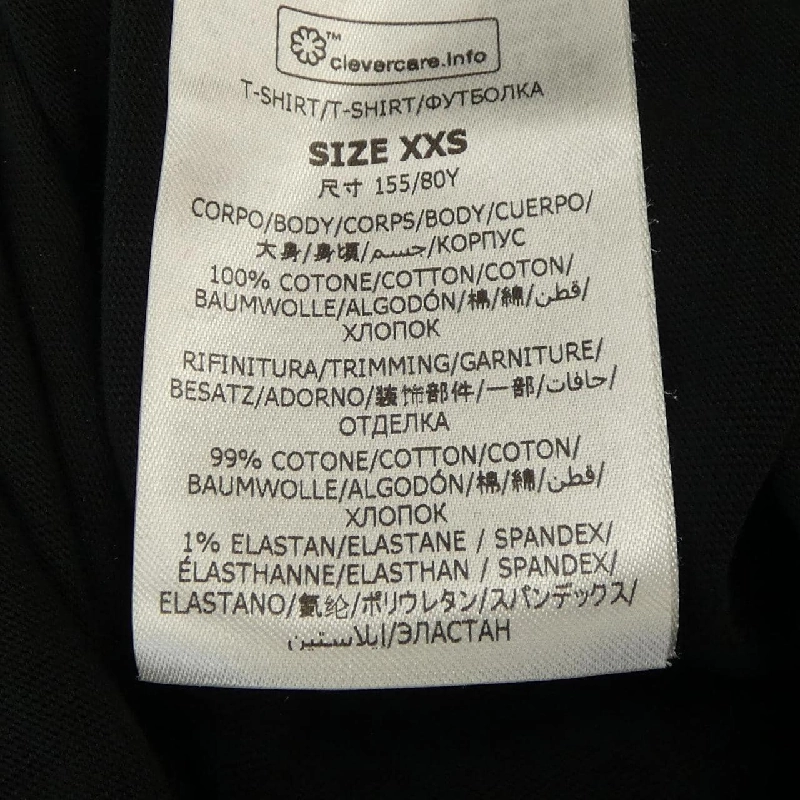 clevercare.info™
T-SHIRT/T-SHIRT/ФУТБОЛКА
SIZE XXS
尺寸 155/80Y
CORPO/BODY/CORPS/BODY/CUERPO/
大身/身頃/جسم/КОРПУС
100% COTONE/COTTON/COTON/
BAUMWOLLE/ALGODÓN/棉/綿/قطن/
ХЛОПОК
RIFINITURA/TRIMMING/GARNITURE/
BESATZ/ADORNO/装饰部件/一部/حافات/
ОТДЕЛКА
99% COTONE/COTTON/COTON/
BAUMWOLLE/ALGODÓN/棉/綿/قطن/
ХЛОПОК
1% ELASTAN/ELASTANE / SPANDEX/
ÉLASTHANNE/ELASTHAN / SPANDEX/
ELASTANO/氨纶/ポリウレタン/スパンデックス/
إيلاستين/ЭЛАСТАН